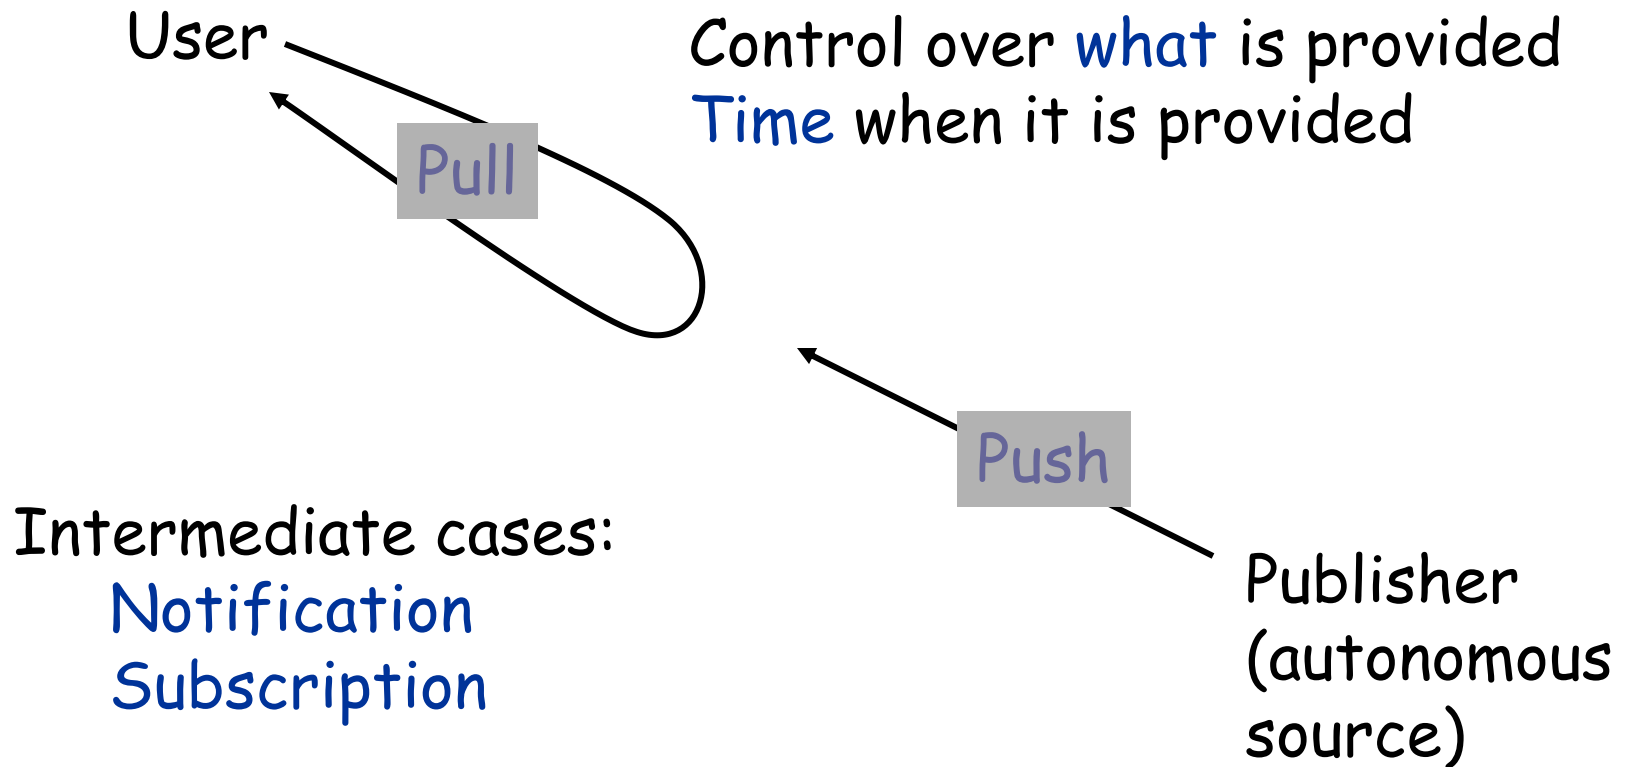 User
Control over what is provided
Time when it is provided
Pull
Push
Intermediate cases:
Notification
Subscription
Publisher
(autonomous
source)